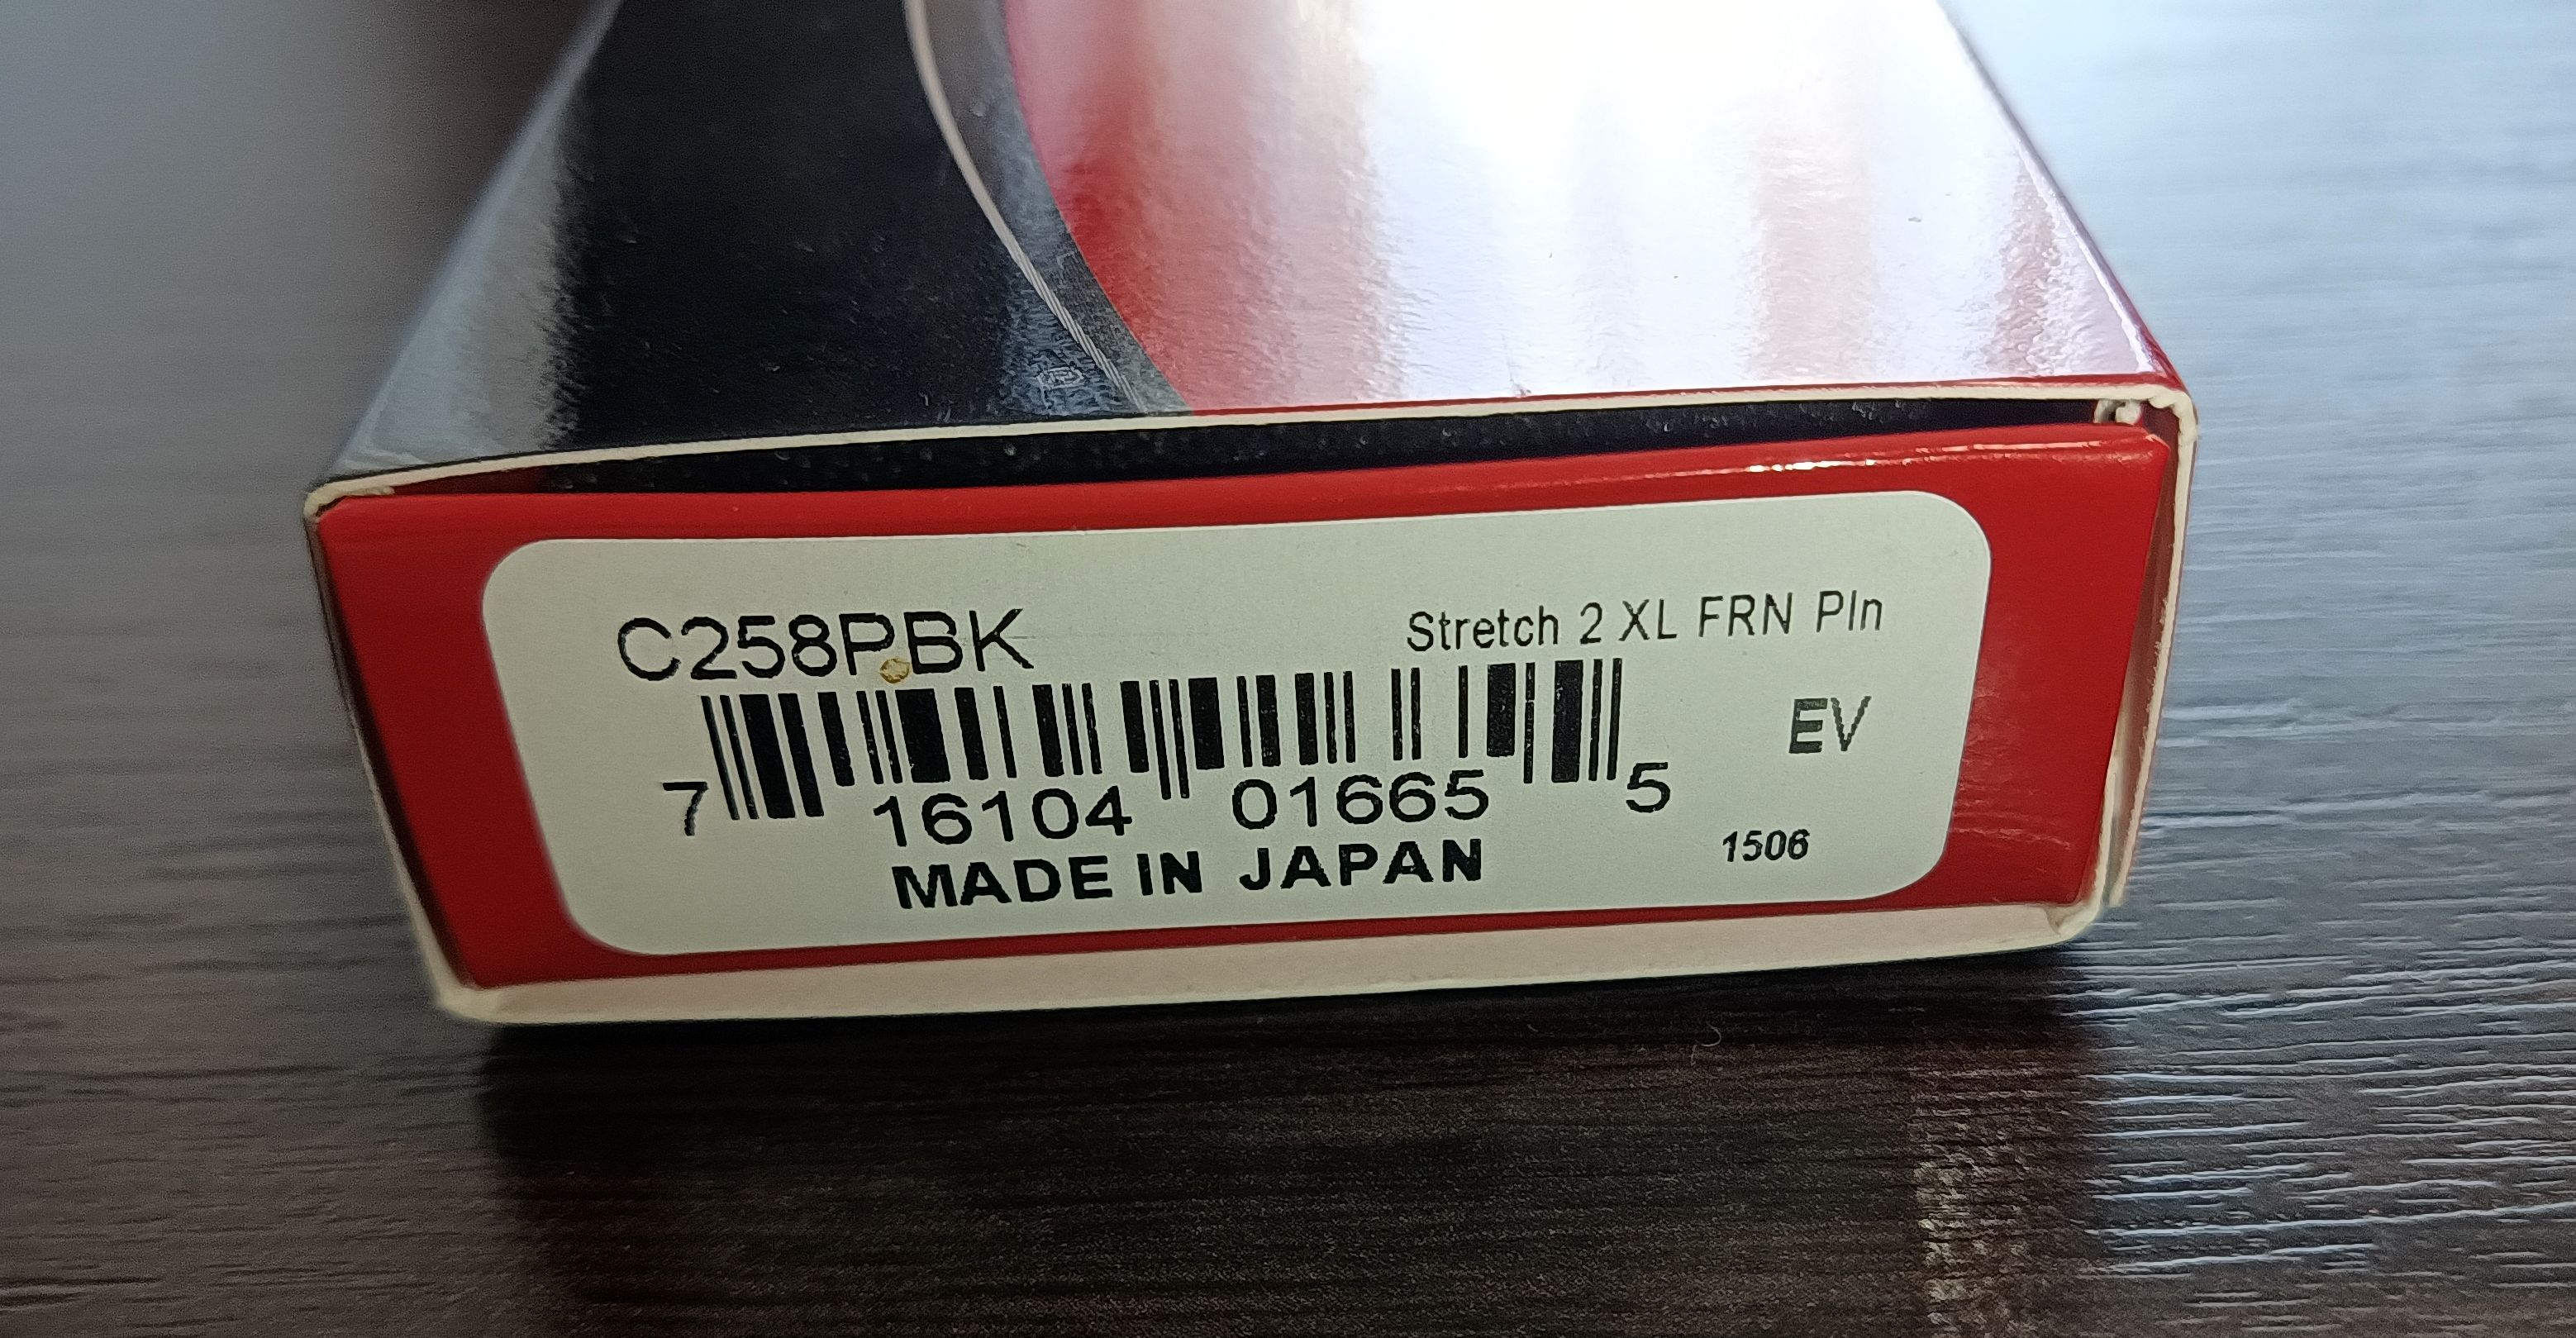 C258PBK
Stretch 2 XL FRN Pln
EV
7 16104 01665 5
1506
MADE IN JAPAN